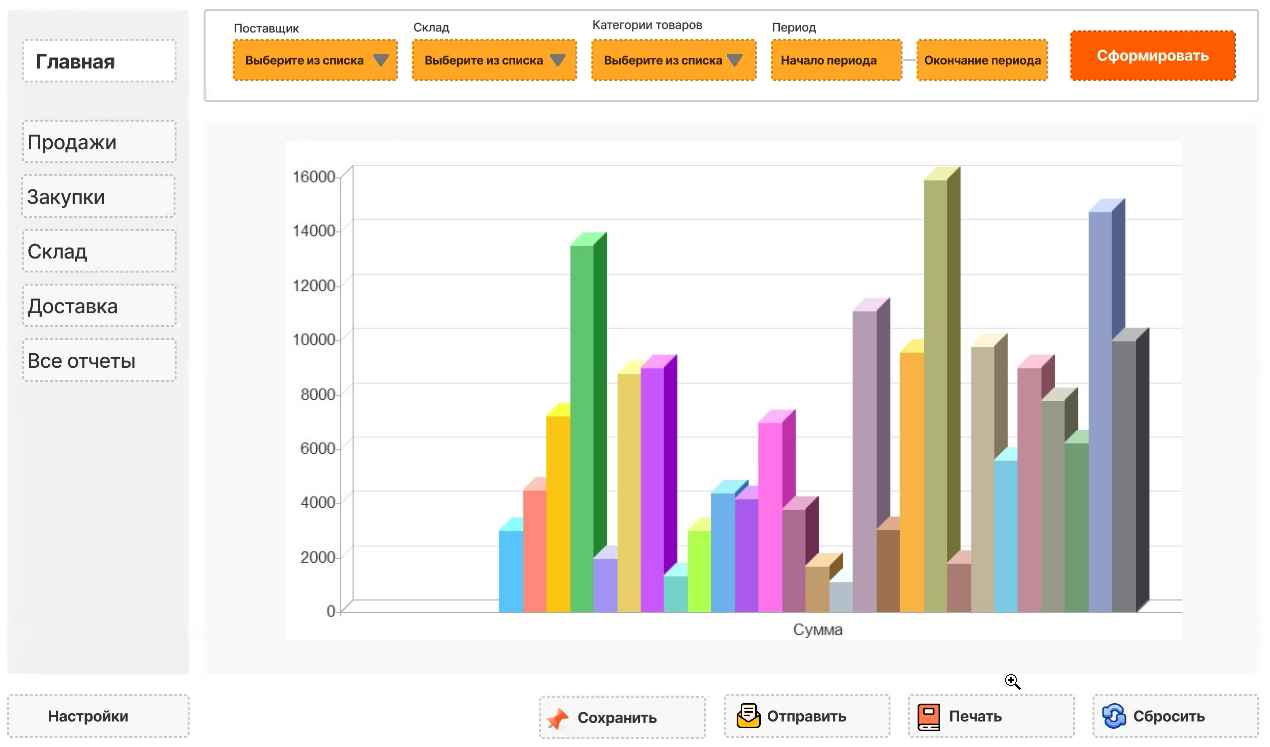 Поставщик
Склад
Категории товаров
Период
Выберите из списка
Выберите из списка
Выберите из списка
Начало периода
Окончание периода
Сформировать
Главная
Продажи
Закупки
Склад
Доставка
Все отчеты
16000
14000
12000
10000
8000
6000
4000
2000
0
Сумма
Настройки
Сохранить
Отправить
Печать
Сбросить